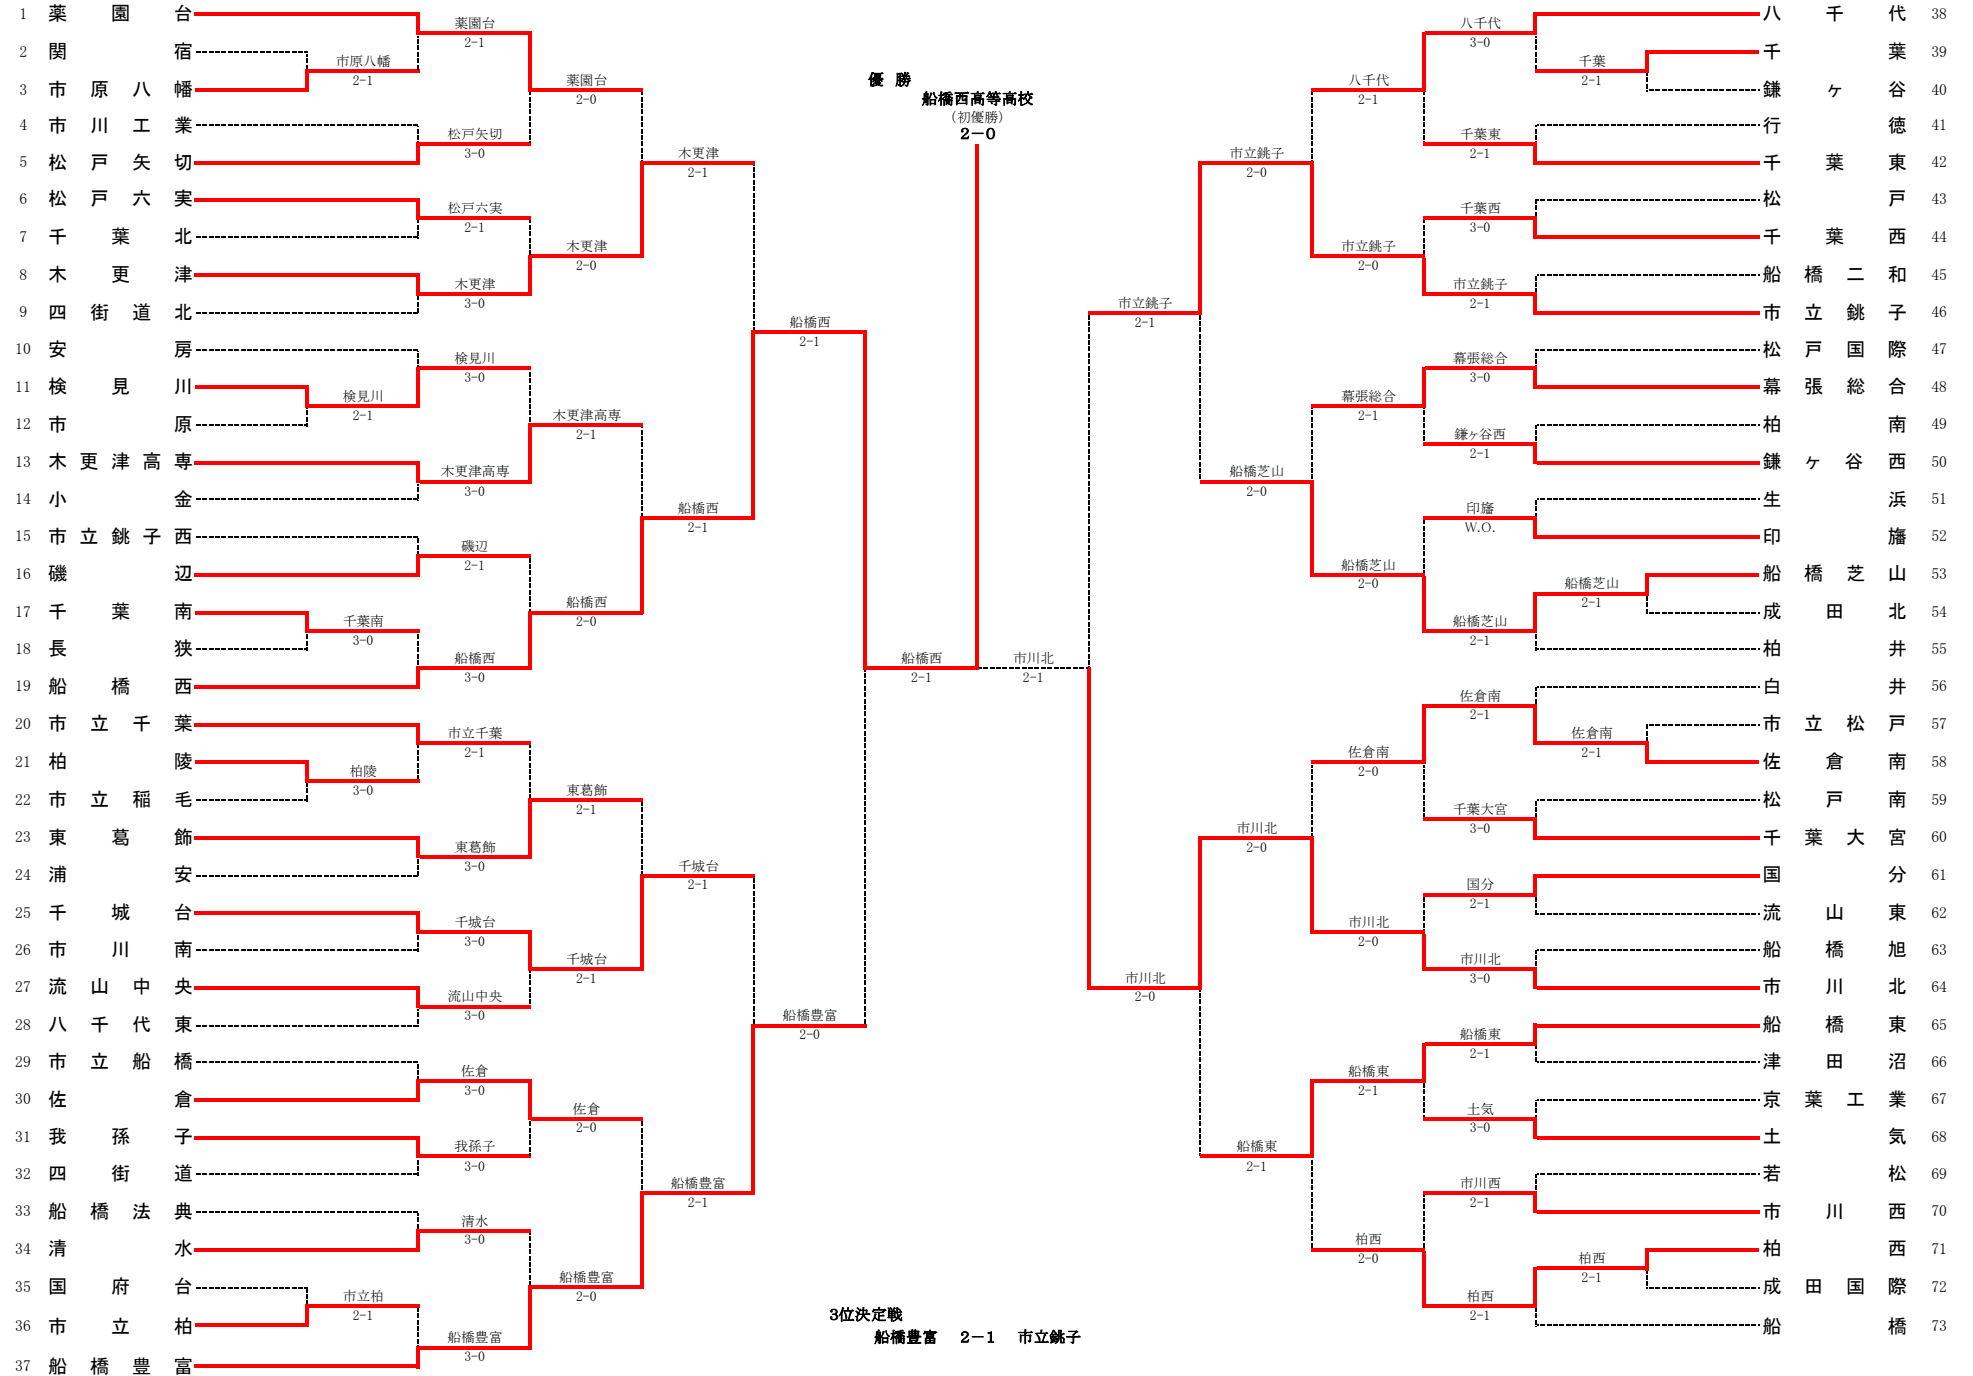 1 薬園台
2 関宿
3 市原八幡
4 市川工業
5 松戸矢切
6 松戸六実
7 千葉北
8 木更津
9 四街道北
10 安房
11 検見川
12 市原
13 木更津高専
14 小金
15 市立銚子西
16 磯辺
17 千葉南
18 長狭
19 船橋西
20 市立千葉
21 柏陵
22 市立稲毛
23 東葛飾
24 浦安
25 千城台
26 市川南
27 流山中央
28 八千代東
29 市立船橋
30 佐倉
31 我孫子
32 四街道
33 船橋法典
34 清水
35 国府台
36 市立柏
37 船橋豊富
市原八幡
2-1
検見川
2-1
千葉南
3-0
柏陵
3-0
市立柏
2-1
薬園台
2-1
松戸矢切
3-0
松戸六実
2-1
木更津
3-0
検見川
3-0
木更津高専
3-0
磯辺
2-1
船橋西
3-0
市立千葉
2-1
東葛飾
3-0
千城台
3-0
流山中央
3-0
佐倉
3-0
我孫子
3-0
清水
3-0
船橋豊富
3-0
薬園台
2-0
木更津
2-0
木更津高専
2-1
船橋西
2-0
東葛飾
2-1
千城台
2-1
佐倉
2-0
船橋豊富
2-0
木更津
2-1
船橋西
2-1
千城台
2-1
船橋豊富
2-1
船橋西
2-1
船橋豊富
2-0
船橋西
2-1
優 勝
船橋西高等高校
(初優勝)
2-0
市川北
2-1
市立銚子
2-1
市川北
2-0
市立銚子
2-0
船橋芝山
2-0
市川北
2-0
船橋東
2-1
八千代
2-1
市立銚子
2-0
幕張総合
2-1
船橋芝山
2-0
佐倉南
2-0
市川北
2-0
船橋東
2-1
柏西
2-0
八千代
3-0
千葉東
2-1
千葉西
3-0
市立銚子
2-1
幕張総合
3-0
鎌ヶ谷西
2-1
印旛
W.O.
船橋芝山
2-1
佐倉南
2-1
千葉大宮
3-0
国分
2-1
市川北
3-0
船橋東
2-1
土気
3-0
市川西
2-1
柏西
2-1
千葉
2-1
船橋芝山
2-1
佐倉南
2-1
柏西
2-1
八千代 38
千葉 39
鎌ヶ谷 40
行徳 41
千葉東 42
松戸 43
千葉西 44
船橋二和 45
市立銚子 46
松戸国際 47
幕張総合 48
柏南 49
鎌ヶ谷西 50
生浜 51
印旛 52
船橋芝山 53
成田北 54
柏井 55
白井 56
市立松戸 57
佐倉南 58
松戸南 59
千葉大宮 60
国分 61
流山東 62
船橋旭 63
市川北 64
船橋東 65
津田沼 66
京葉工業 67
土気 68
若松 69
市川西 70
柏西 71
成田国際 72
船橋 73
3位決定戦
船橋豊富 2-1 市立銚子